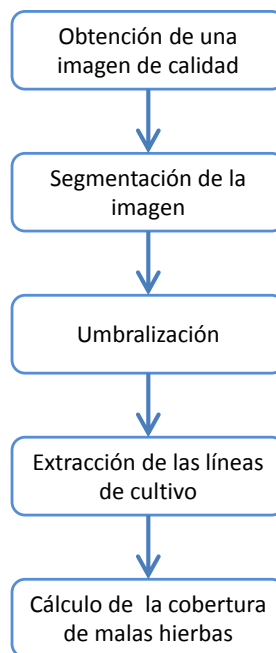 Obtención de una
imagen de calidad
Segmentación de la
imagen
Umbralización
Extracción de las líneas
de cultivo
Cálculo de la cobertura
de malas hierbas